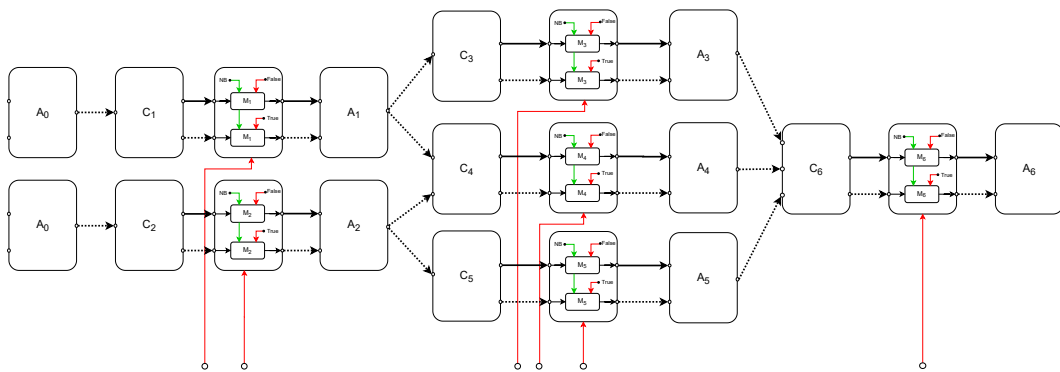 A0
C1
NB
False
M1
True
M1
A1
A0
C2
NB
False
M2
True
M2
A2
C3
NB
False
M3
True
M3
A3
C4
NB
False
M4
True
M4
A4
C5
NB
False
M5
True
M5
A5
C6
NB
False
M6
True
M6
A6